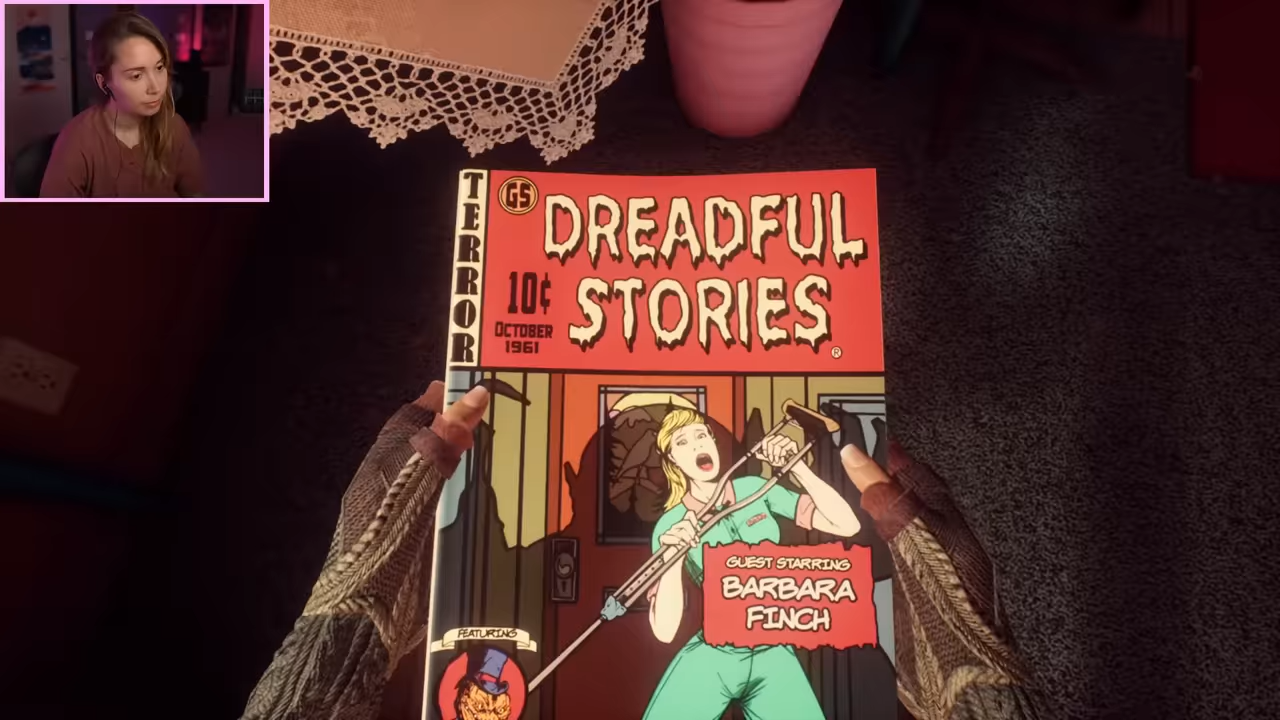 TERROR
GS
DREADFUL
STORIES
®
10¢
OCTOBER
1961
GUEST STARRING
BARBARA
FINCH
FEATURING